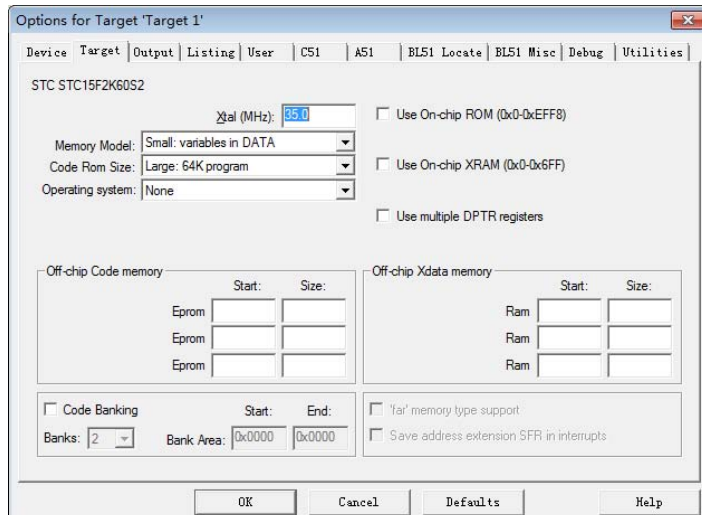 Options for Target 'Target 1'
Device Target Output Listing User C51 A51 BL51 Locate BL51 Misc Debug Utilities
STC STC15F2K60S2
Xtal (MHz): 35.0 Use On-chip ROM (0x0-0xEFF8)
Memory Model: Small: variables in DATA
Code Rom Size: Large: 64K program Use On-chip XRAM (0x0-0x6FF)
Operating system: None
Use multiple DPTR registers
Off-chip Code memory Off-chip Xdata memory
Start: Size: Start: Size:
Eprom Ram
Eprom Ram
Eprom Ram
Code Banking Start: End: 'far' memory type support
Banks: 2 Bank Area: 0x0000 0x0000 Save address extension SFR in interrupts
OK Cancel Defaults Help